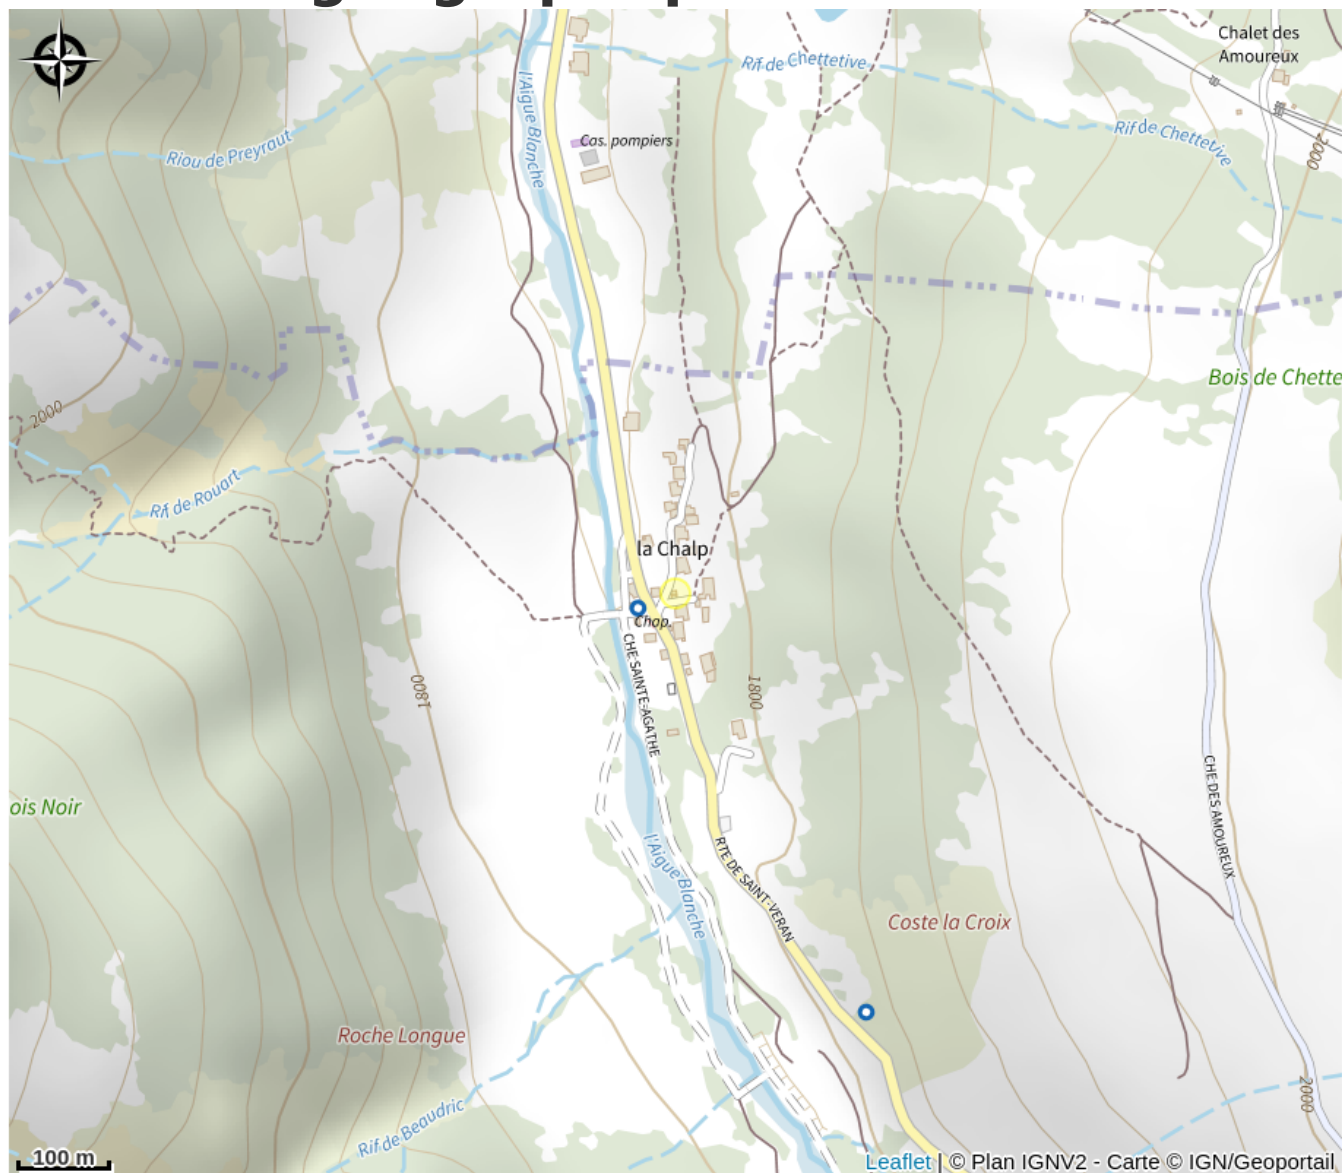 Chalet des
Amoureux
Rif de Chettetive
l'Aigue Blanche
Rif de Chettetive
Cas. pompiers
Riou de Preyraut
2000
Bois de Chette
2000
Rif de Rouart
la Chalp
Chap.
CHE SAINTE-AGATHE
1800
1800
CHE DES AMOUREUX
ois Noir
l'Aigue Blanche
RTE DE SAINT-VERAN
Coste la Croix
Roche Longue
2000
Rif de Beaudric
100 m
Leaflet | © Plan IGNV2 - Carte © IGN/Geoportail